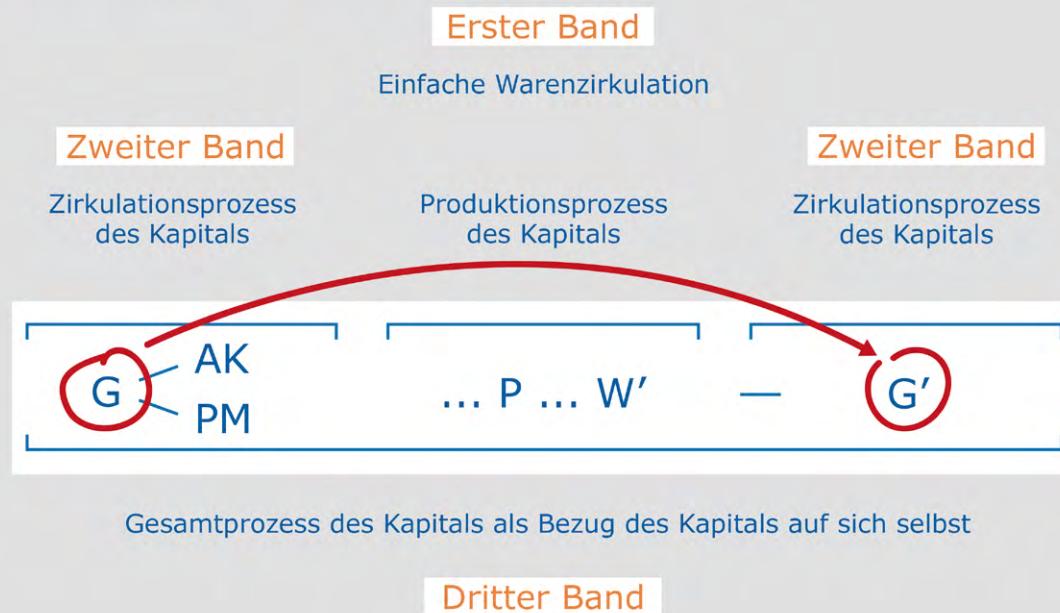 Erster Band
Einfache Warenzirkulation
Zweiter Band
Zweiter Band
Zirkulationsprozess
des Kapitals
Produktionsprozess
des Kapitals
Zirkulationsprozess
des Kapitals
G
AK
PM
... P ... W′
—
G′
Gesamtprozess des Kapitals als Bezug des Kapitals auf sich selbst
Dritter Band